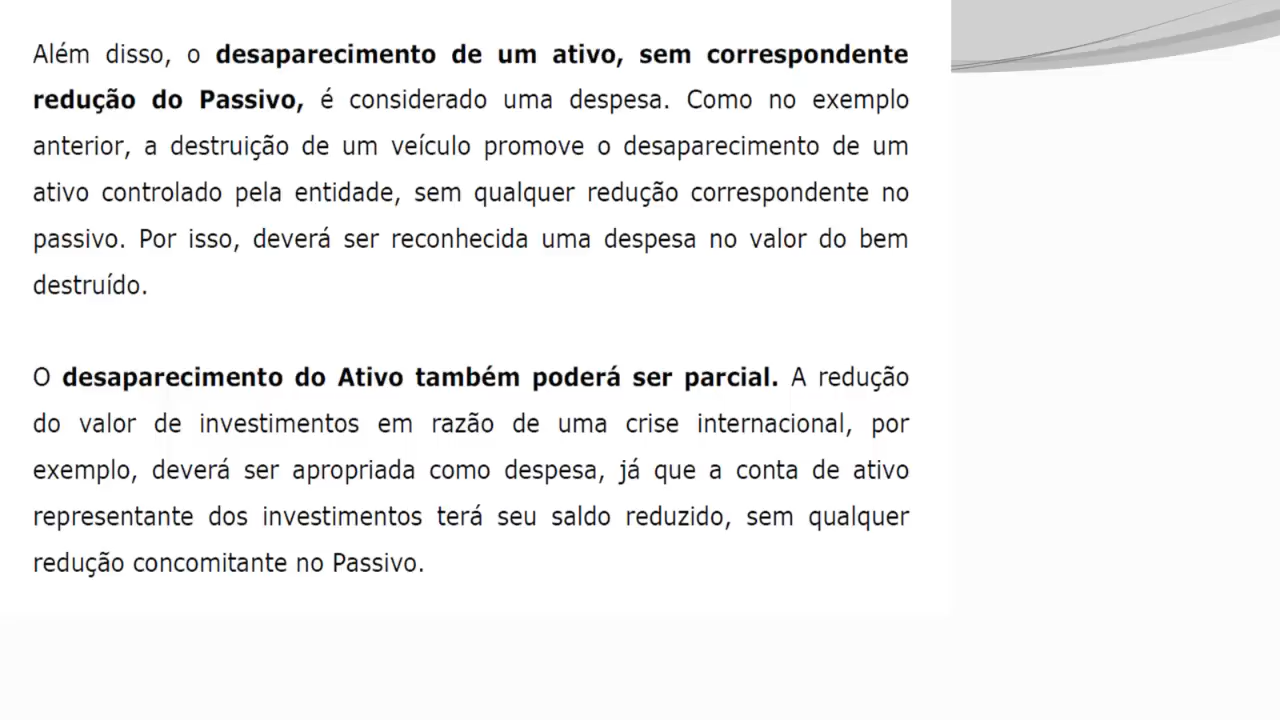 Além disso, o desaparecimento de um ativo, sem correspondente
redução do Passivo, é considerado uma despesa. Como no exemplo
anterior, a destruição de um veículo promove o desaparecimento de um
ativo controlado pela entidade, sem qualquer redução correspondente no
passivo. Por isso, deverá ser reconhecida uma despesa no valor do bem
destruído.
O desaparecimento do Ativo também poderá ser parcial. A redução
do valor de investimentos em razão de uma crise internacional, por
exemplo, deverá ser apropriada como despesa, já que a conta de ativo
representante dos investimentos terá seu saldo reduzido, sem qualquer
redução concomitante no Passivo.